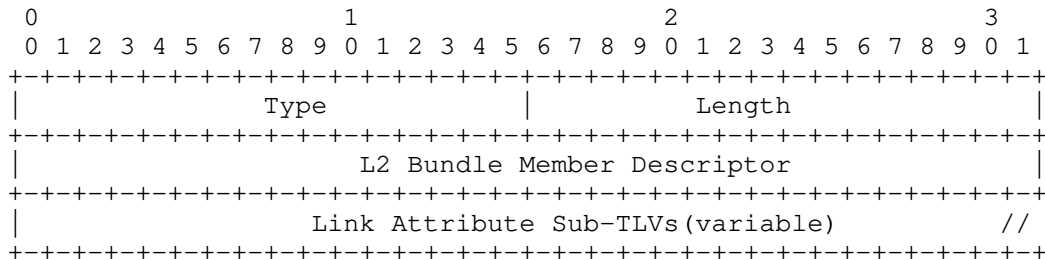 0                   1                   2                   3
 0 1 2 3 4 5 6 7 8 9 0 1 2 3 4 5 6 7 8 9 0 1 2 3 4 5 6 7 8 9 0 1
+-+-+-+-+-+-+-+-+-+-+-+-+-+-+-+-+-+-+-+-+-+-+-+-+-+-+-+-+-+-+-+-+
|               Type            |          Length               |
+-+-+-+-+-+-+-+-+-+-+-+-+-+-+-+-+-+-+-+-+-+-+-+-+-+-+-+-+-+-+-+-+
|                     L2 Bundle Member Descriptor               |
+-+-+-+-+-+-+-+-+-+-+-+-+-+-+-+-+-+-+-+-+-+-+-+-+-+-+-+-+-+-+-+-+
|                  Link Attribute Sub-TLVs(variable)          //
+-+-+-+-+-+-+-+-+-+-+-+-+-+-+-+-+-+-+-+-+-+-+-+-+-+-+-+-+-+-+-+-+